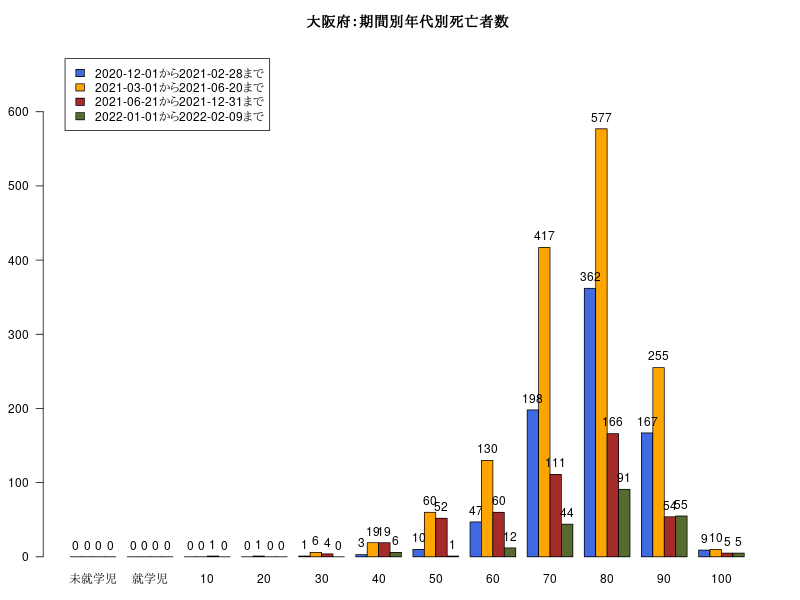 大阪府:期間別年代別死亡者数
2020-12-01から2021-02-28まで
2021-03-01から2021-06-20まで
2021-06-21から2021-12-31まで
2022-01-01から2022-02-09まで
600
500
400
300
200
100
0
0 0 0 0
0 0 0 0
0 0 1 0
0 1 0 0
1 6 4 0
3 19 19 6
10 60 52 1
47 130 60 12
198 417 111 44
362 577 166 91
167 255 54 55
9 10 5 5
未就学児 就学児 10 20 30 40 50 60 70 80 90 100